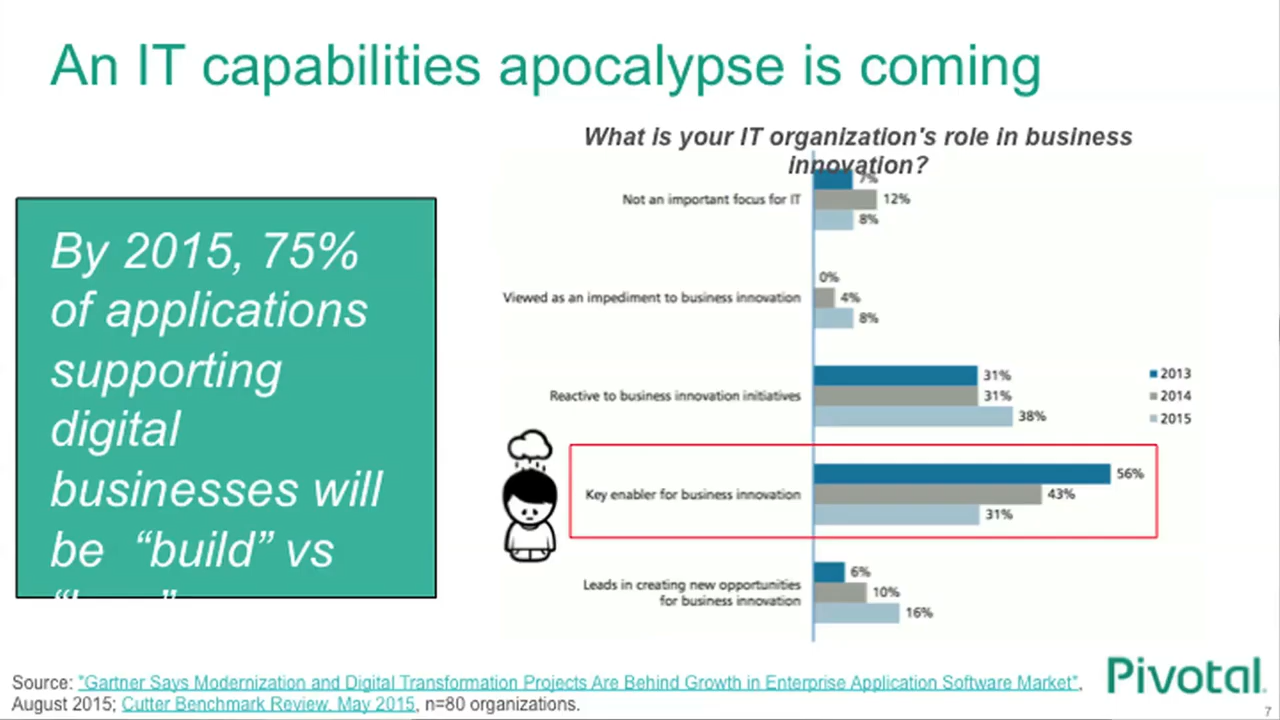 An IT capabilities apocalypse is coming
By 2015, 75%
of applications
supporting
digital
businesses will
be “build” vs
What is your IT organization's role in business
innovation?
7%
Not an important focus for IT
12%
8%
0%
Viewed as an impediment to business innovation
4%
8%
31%
Reactive to business innovation initiatives
31%
38%
2013
2014
2015
56%
Key enabler for business innovation
43%
31%
6%
Leads in creating new opportunities
for business innovation
10%
16%
Source: "Gartner Says Modernization and Digital Transformation Projects Are Behind Growth in Enterprise Application Software Market",
August 2015; Cutter Benchmark Review, May 2015, n=80 organizations.
Pivotal
7